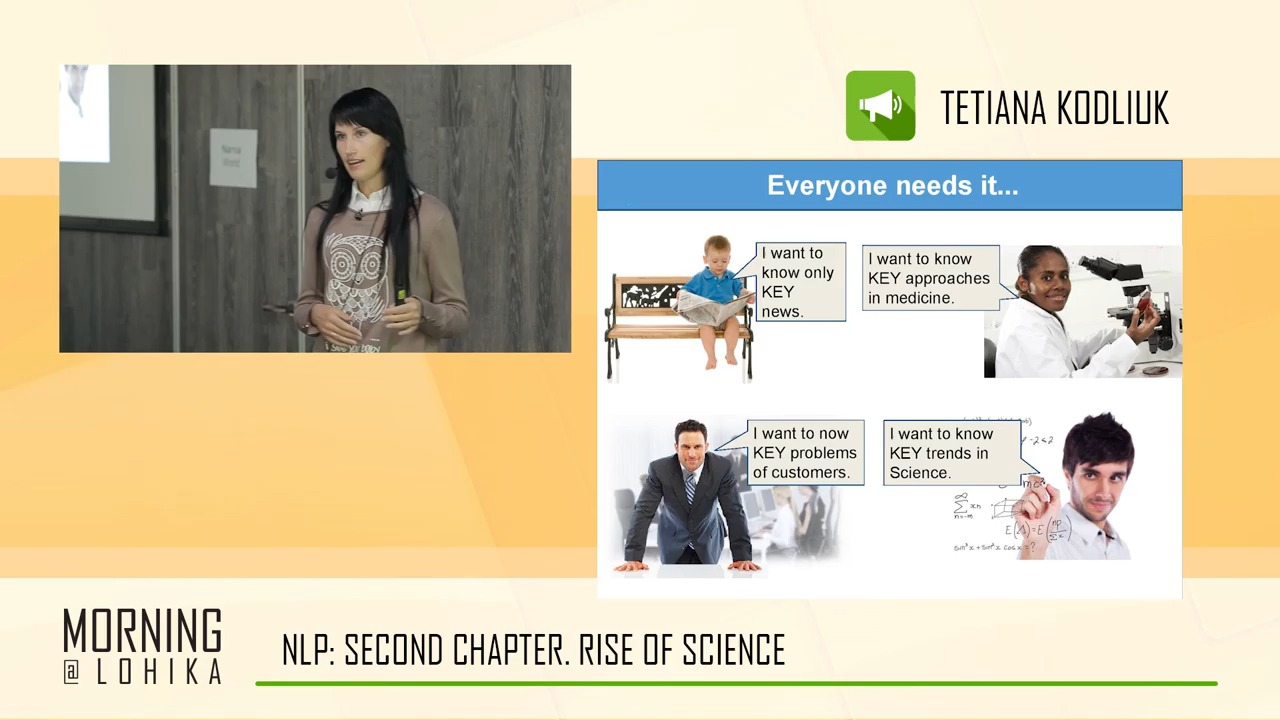 TETIANA KODLIUK
Everyone needs it...
I want to
know only
KEY
news.
I want to know
KEY approaches
in medicine.
I want to now
KEY problems
of customers.
I want to know
KEY trends in
Science.
MORNING
@ LOHIKA
NLP: SECOND CHAPTER. RISE OF SCIENCE